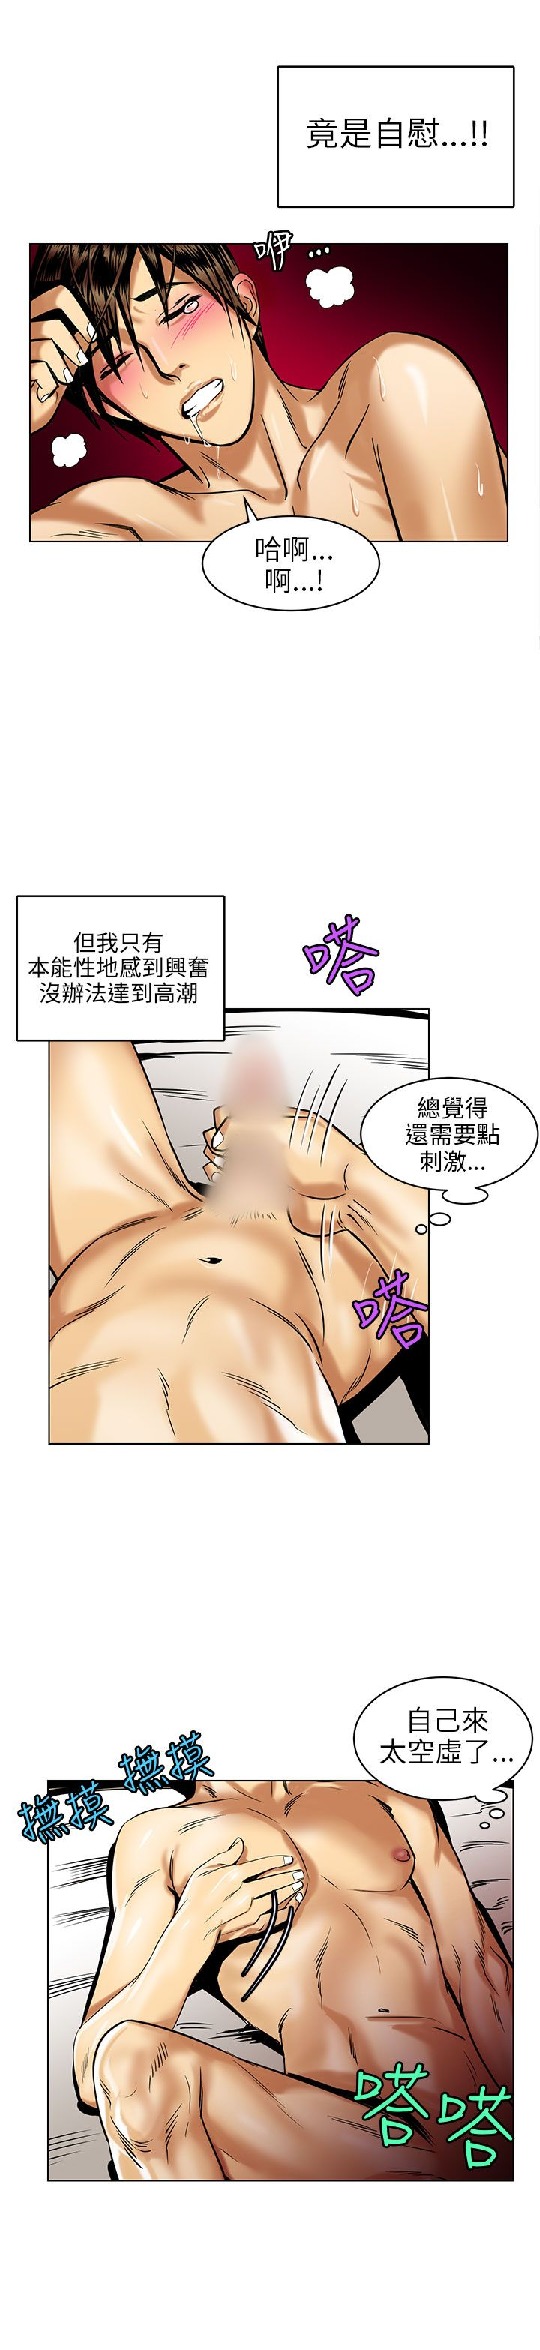 竟是自慰...!!
咿...
哈啊...
啊...!
但我只有
本能性地感到興奮
沒辦法達到高潮
嗒
總覺得
還需要點
刺激...
嗒
自己來
太空虛了...
撫摸 撫摸
嗒嗒